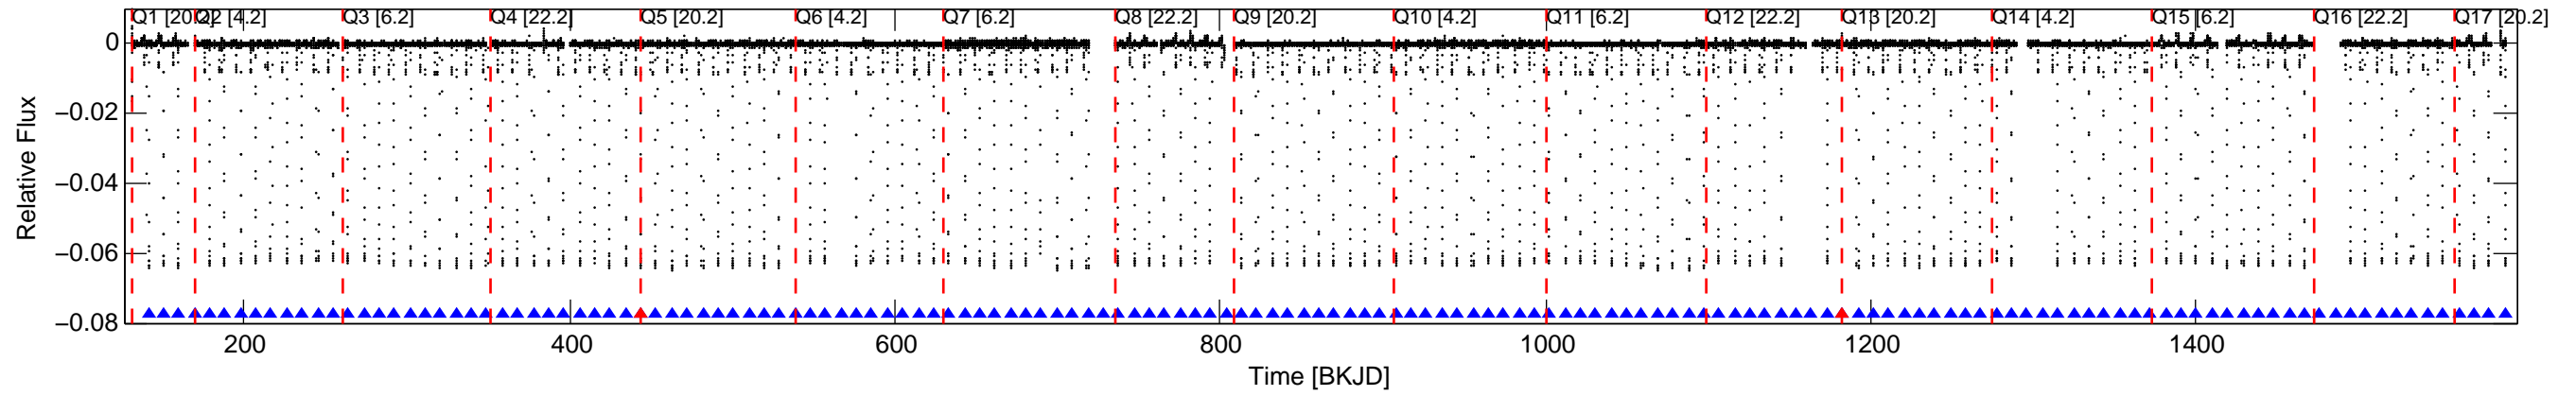 Q1 [20.2] Q2 [4.2] Q3 [6.2] Q4 [22.2] Q5 [20.2] Q6 [4.2] Q7 [6.2] Q8 [22.2] Q9 [20.2] Q10 [4.2] Q11 [6.2] Q12 [22.2] Q13 [20.2] Q14 [4.2] Q15 [6.2] Q16 [22.2] Q17 [20.2]
0
−0.02
−0.04
−0.06
−0.08
Relative Flux
200 400 600 800 1000 1200 1400
Time [BKJD]